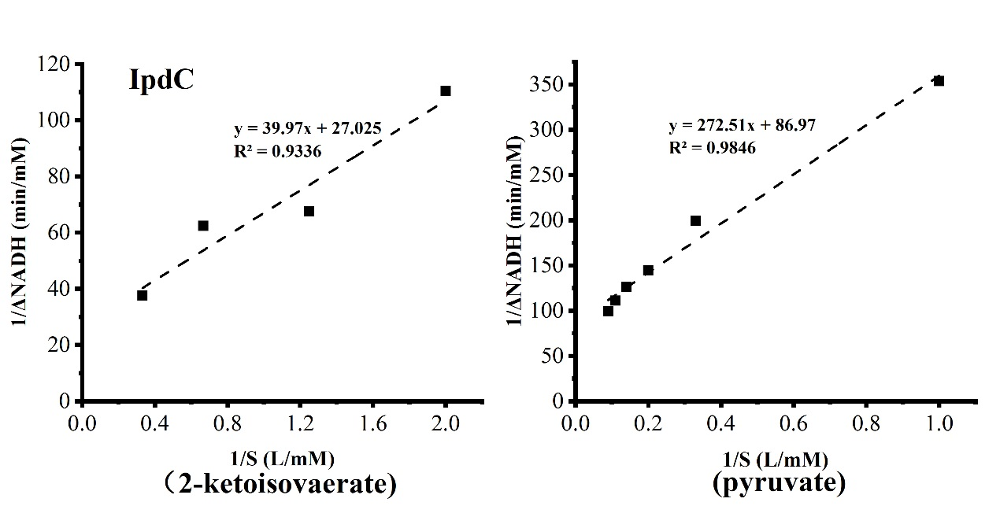 IpdC
y = 39.97x + 27.025
R² = 0.9336
1/ΔNADH (min/mM)
120
100
80
60
40
20
0
0.0 0.4 0.8 1.2 1.6 2.0
1/S (L/mM)
(2-ketoisovaerate)
y = 272.51x + 86.97
R² = 0.9846
1/ΔNADH (min/mM)
350
300
250
200
150
100
50
0
0.0 0.2 0.4 0.6 0.8 1.0
1/S (L/mM)
(pyruvate)